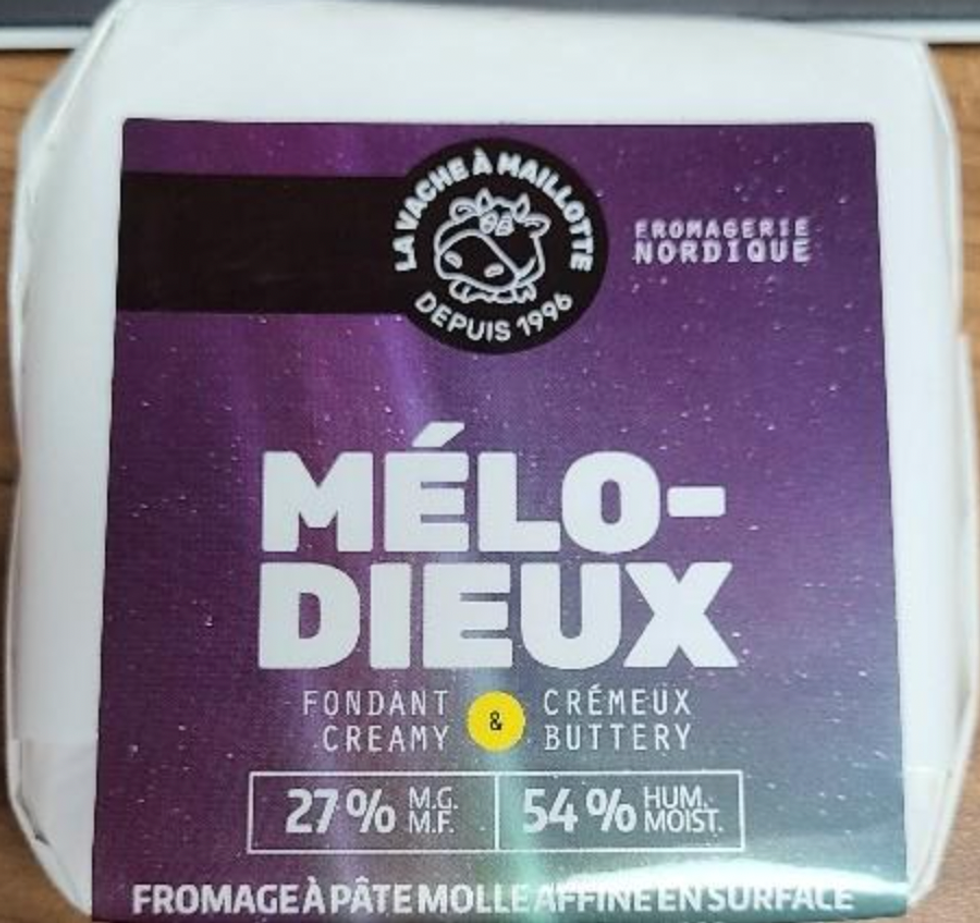 LA VACHE À MAILLOTTE
DEPUIS 1996
FROMAGERIE
NORDIQUE
MÉLO-
DIEUX
FONDANT & CRÉMEUX
CREAMY BUTTERY
27% M.G. 54% HUM.
M.F. MOIST.
FROMAGE À PÂTE MOLLE AFFINÉ EN SURFACE